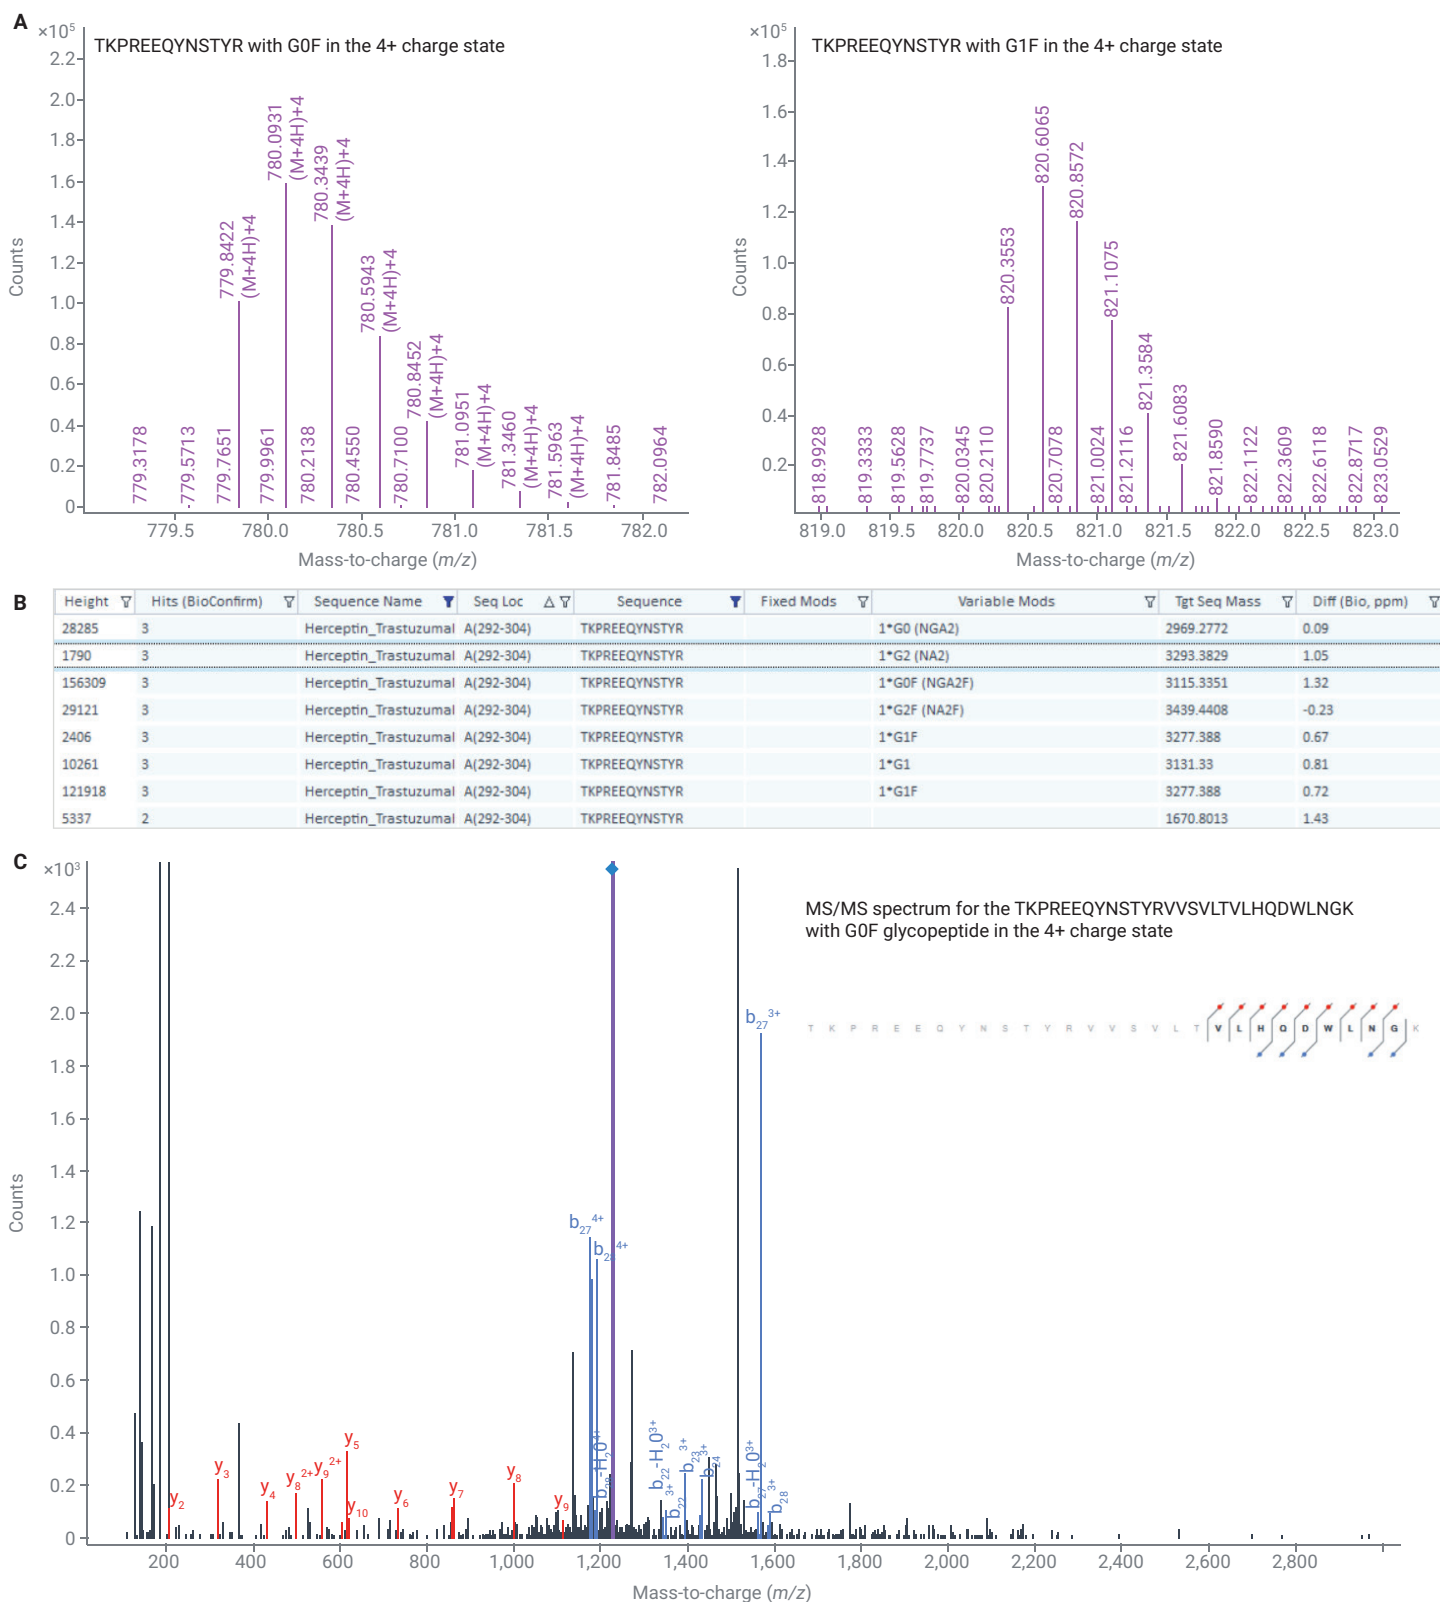 A
×10⁵
TKPREEQYNSTYR with G0F in the 4+ charge state
2.2
2.0
1.8
1.6
1.4
1.2
1.0
0.8
0.6
0.4
0.2
0
Counts
779.3178
779.5713
779.7651
779.8422
(M+4H)+4
779.9961
780.0931
(M+4H)+4
780.2138
780.3439
(M+4H)+4
780.4550
780.5943
(M+4H)+4
780.7100
780.8452
(M+4H)+4
781.0951
(M+4H)+4
781.3460
(M+4H)+4
781.5963
(M+4H)+4
781.8485
782.0964
779.5 780.0 780.5 781.0 781.5 782.0
Mass-to-charge (m/z)
×10⁵
TKPREEQYNSTYR with G1F in the 4+ charge state
1.8
1.6
1.4
1.2
1.0
0.8
0.6
0.4
0.2
Counts
818.9928
819.3333
819.5628
819.7737
820.0345
820.2110
820.3553
820.6065
820.7078
820.8572
821.0024
821.1075
821.2116
821.3584
821.6083
821.8590
822.1122
822.3609
822.6118
822.8717
823.0529
819.0 819.5 820.0 820.5 821.0 821.5 822.0 822.5 823.0
Mass-to-charge (m/z)
B
Height Hits (BioConfirm) Sequence Name Seq Loc Sequence Fixed Mods Variable Mods Tgt Seq Mass Diff (Bio, ppm)
28285 3 Herceptin_Trastuzumal A(292-304) TKPREEQYNSTYR 1*G0 (NGA2) 2969.2772 0.09
1790 3 Herceptin_Trastuzumal A(292-304) TKPREEQYNSTYR 1*G2 (NA2) 3293.3829 1.05
156309 3 Herceptin_Trastuzumal A(292-304) TKPREEQYNSTYR 1*G0F (NGA2F) 3115.3351 1.32
29121 3 Herceptin_Trastuzumal A(292-304) TKPREEQYNSTYR 1*G2F (NA2F) 3439.4408 -0.23
2406 3 Herceptin_Trastuzumal A(292-304) TKPREEQYNSTYR 1*G1F 3277.388 0.67
10261 3 Herceptin_Trastuzumal A(292-304) TKPREEQYNSTYR 1*G1 3131.33 0.81
121918 3 Herceptin_Trastuzumal A(292-304) TKPREEQYNSTYR 1*G1F 3277.388 0.72
5337 2 Herceptin_Trastuzumal A(292-304) TKPREEQYNSTYR 1670.8013 1.43
C
×10³
MS/MS spectrum for the TKPREEQYNSTYRVVSVLTVLHQDWLNGK
with G0F glycopeptide in the 4+ charge state
T K P R E E Q Y N S T Y R V V S V L T V L H Q D W L N G K
2.4
2.2
2.0
1.8
1.6
1.4
1.2
1.0
0.8
0.6
0.4
0.2
0
Counts
y₂
y₃
y₄
y₈²⁺
y₉²⁺
y₅
y₁₀
y₆
y₇
y₈
y₉
b₂₇⁴⁺
b₂₈⁴⁺
b₂₈-H₂0⁴⁺
b₂₂-H₂0³⁺
b₂₂³⁺
b₂₃³⁺
b₂₄³⁺
b₂₇-H₂0³⁺
b₂₇³⁺
b₂₈³⁺
200 400 600 800 1,000 1,200 1,400 1,600 1,800 2,000 2,200 2,400 2,600 2,800
Mass-to-charge (m/z)